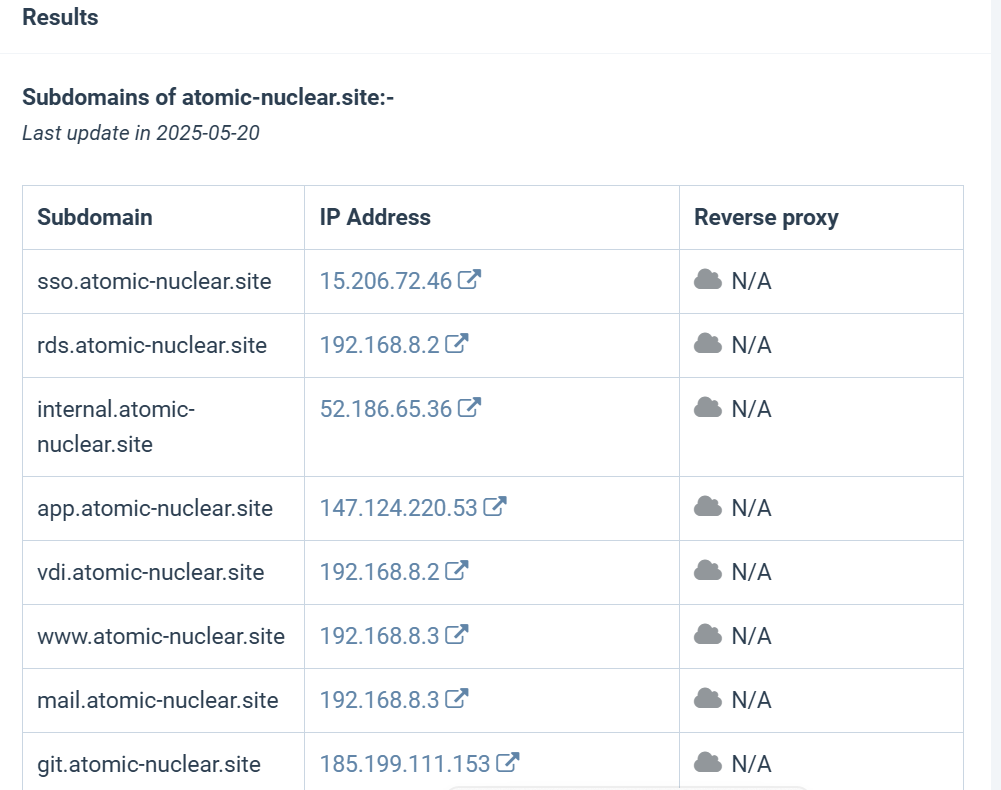 Results
Subdomains of atomic-nuclear.site:-
Last update in 2025-05-20
Subdomain IP Address Reverse proxy
sso.atomic-nuclear.site 15.206.72.46 N/A
rds.atomic-nuclear.site 192.168.8.2 N/A
internal.atomic- 52.186.65.36 N/A
nuclear.site
app.atomic-nuclear.site 147.124.220.53 N/A
vdi.atomic-nuclear.site 192.168.8.2 N/A
www.atomic-nuclear.site 192.168.8.3 N/A
mail.atomic-nuclear.site 192.168.8.3 N/A
git.atomic-nuclear.site 185.199.111.153 N/A